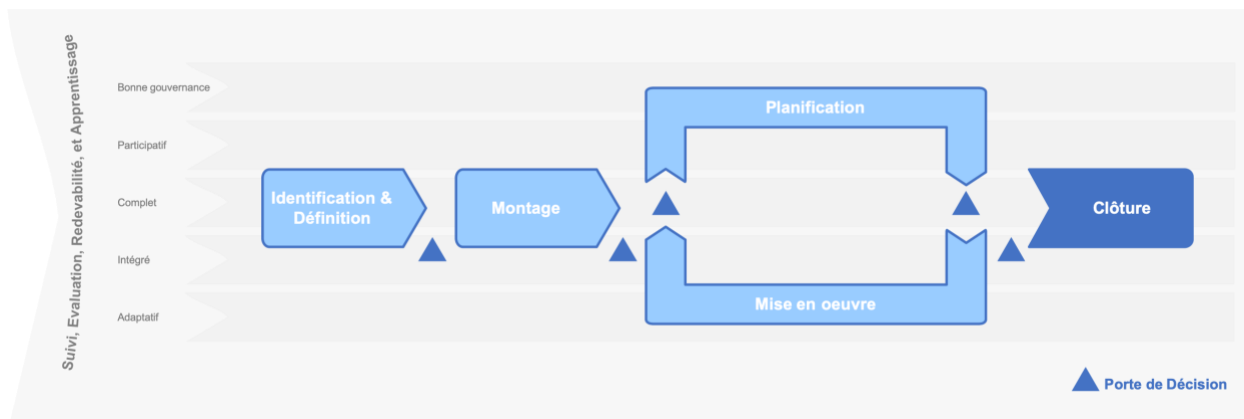 Suivi, Evaluation, Redevabilité, et Apprentissage
Bonne gouvernance
Participatif
Complet
Intégré
Adaptatif
Identification &
Définition
Montage
Planification
Mise en oeuvre
Clôture
Porte de Décision